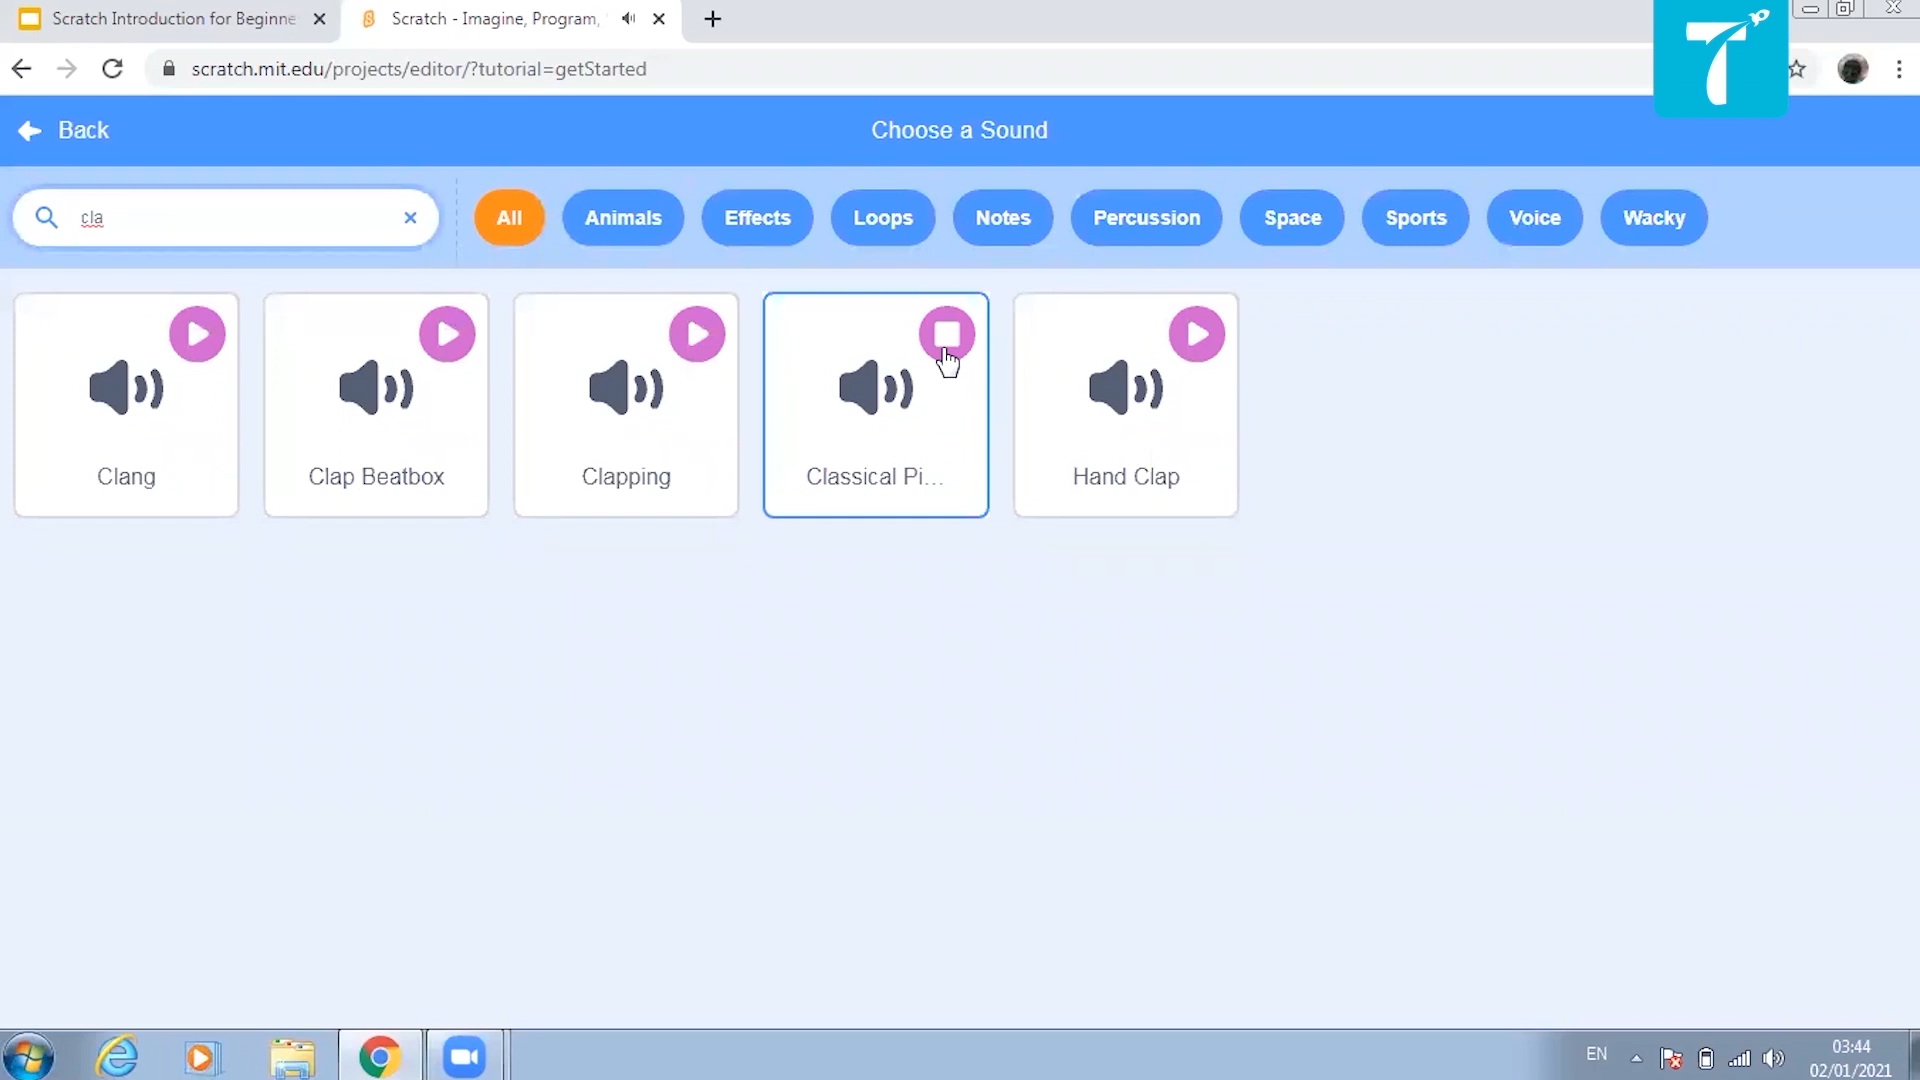 Scratch Introduction for Beginne
Scratch - Imagine, Program,
scratch.mit.edu/projects/editor/?tutorial=getStarted
Back
Choose a Sound
cla
All
Animals
Effects
Loops
Notes
Percussion
Space
Sports
Voice
Wacky
Clang
Clap Beatbox
Clapping
Classical Pi...
Hand Clap
EN
03:44
02/01/2021